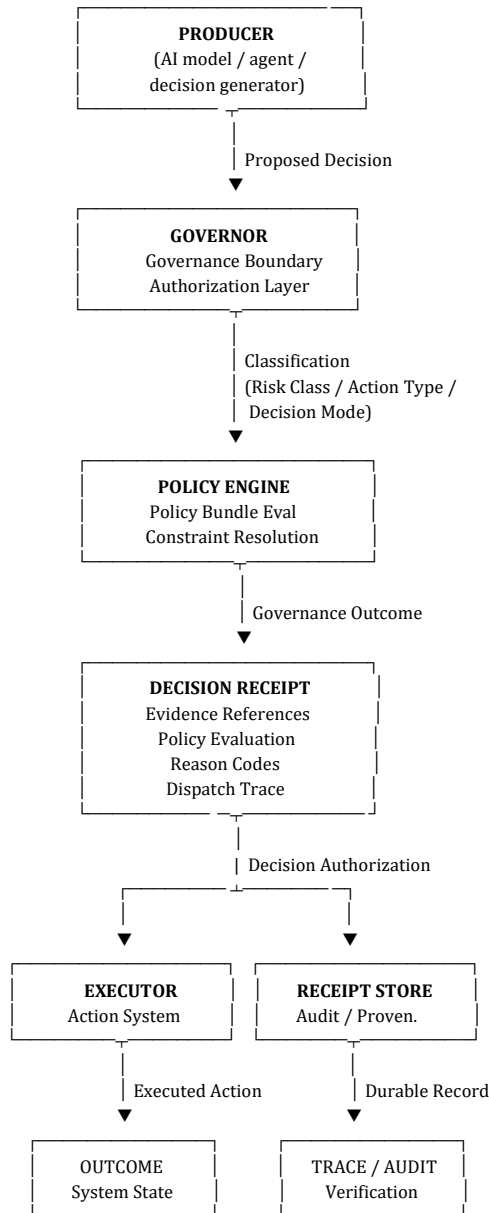 PRODUCER
(AI model / agent /
decision generator)
Proposed Decision
GOVERNOR
Governance Boundary
Authorization Layer
Classification
(Risk Class / Action Type /
Decision Mode)
POLICY ENGINE
Policy Bundle Eval
Constraint Resolution
Governance Outcome
DECISION RECEIPT
Evidence References
Policy Evaluation
Reason Codes
Dispatch Trace
Decision Authorization
EXECUTOR
Action System
RECEIPT STORE
Audit / Proven.
Executed Action
Durable Record
OUTCOME
System State
TRACE / AUDIT
Verification